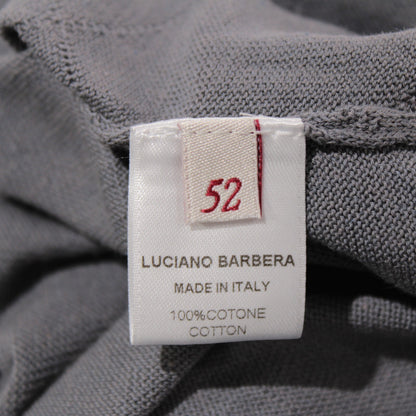 52
LUCIANO BARBERA
MADE IN ITALY
100%COTONE
COTTON